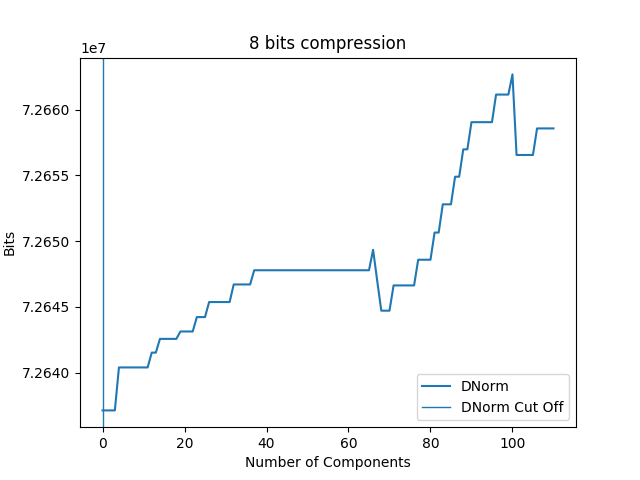 8 bits compression
1e7
7.2660
7.2655
7.2650
7.2645
7.2640
Bits
0 20 40 60 80 100
Number of Components
DNorm
DNorm Cut Off